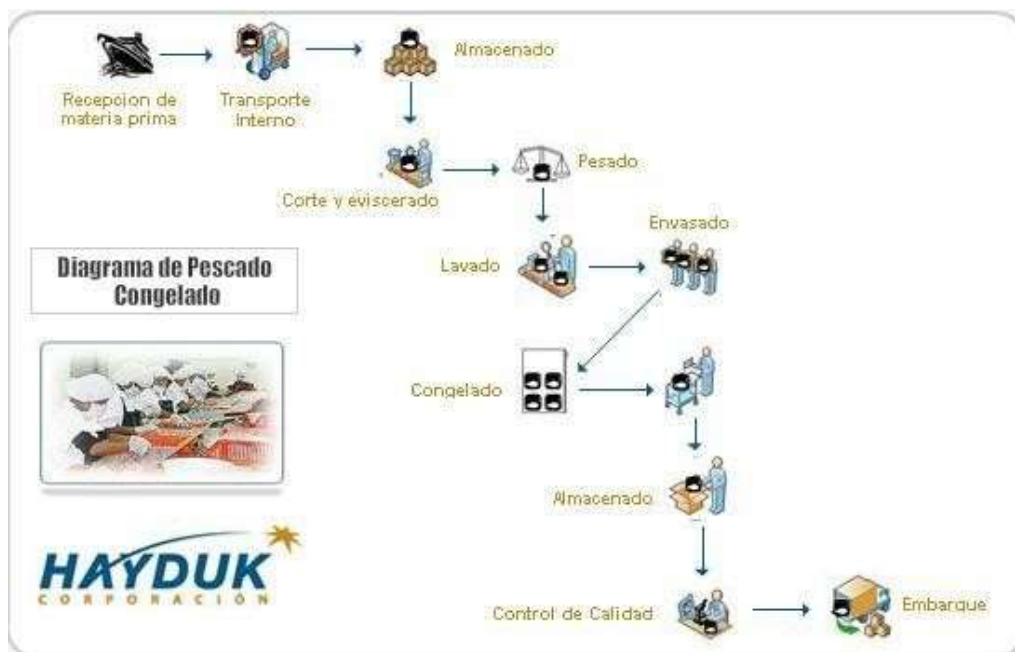 Almacenado
Recepcion de
materia prima
Transporte
Interno
Pesado
Corte y eviscerado
Envasado
Lavado
Diagrama de Pescado
Congelado
Congelado
Almacenado
HAYDUK
CORPORACIÓN
Control de Calidad
Embarque